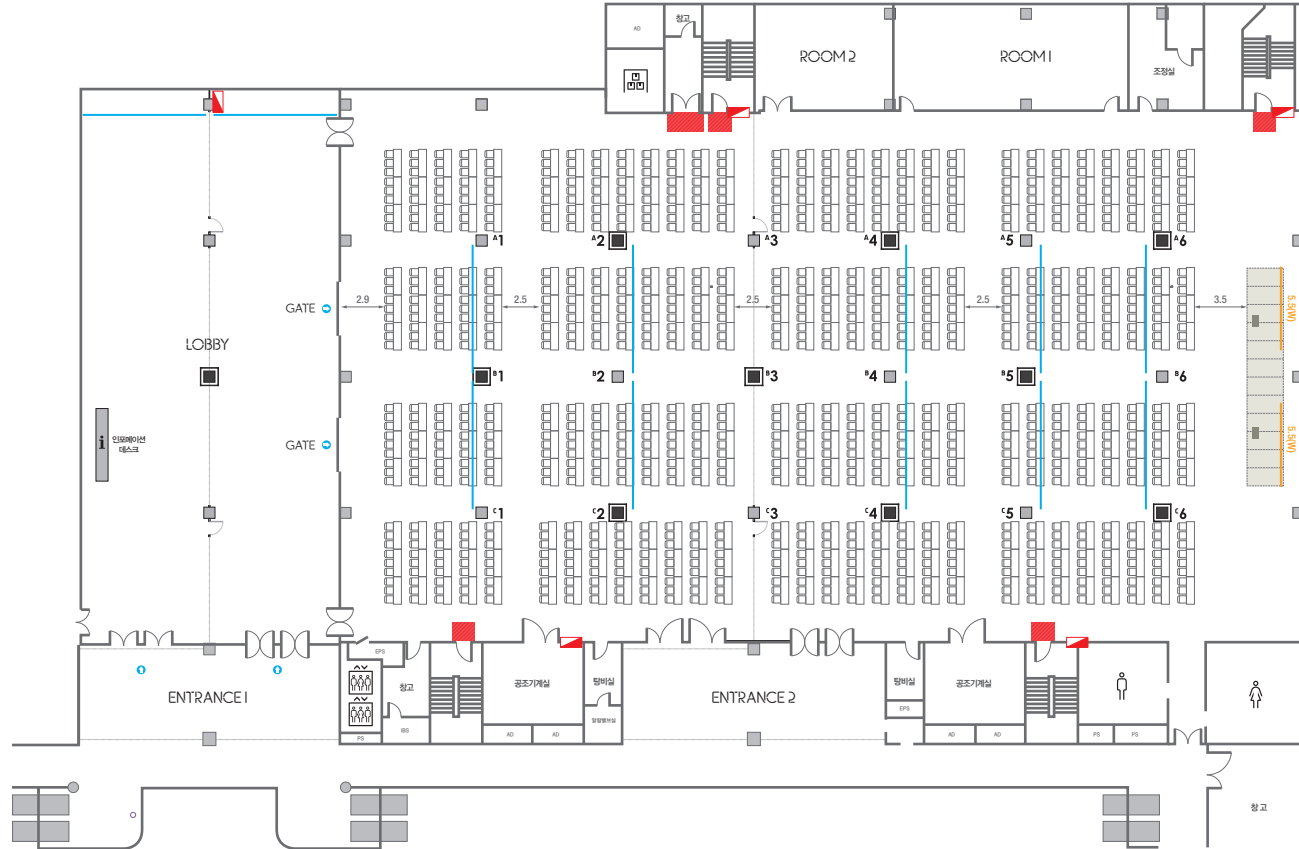 창고
AD
ROOM 2
ROOM 1
조정실
A1
A2
A3
A4
A5
A6
GATE
2.9
2.5
2.5
2.5
3.5
5.5(W)
LOBBY
B1
B2
B3
B4
B5
B6
i
인포메이션
데스크
GATE
5.5(W)
C1
C2
C3
C4
C5
C6
EPS
창고
공조기계실
탕비실
ENTRANCE 1
ENTRANCE 2
탕비실
공조기계실
EPS
IBS
PS
AD
AD
AD
AD
PS
PS
창고